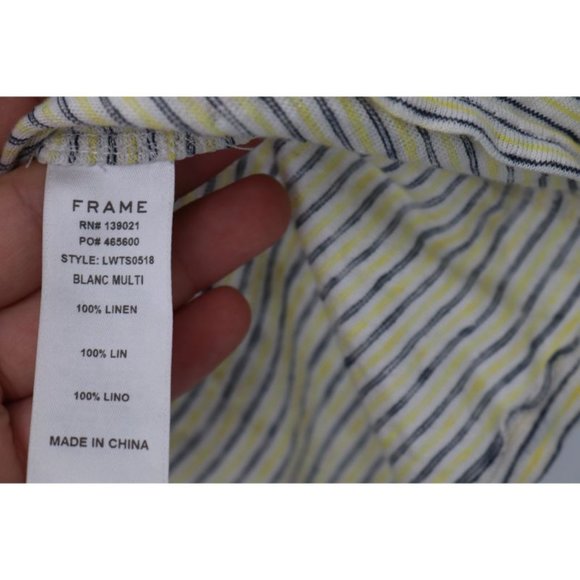 FRAME
RN# 139021
PO# 465600
STYLE: LWTS0518
BLANC MULTI
100% LINEN
100% LIN
100% LINO
MADE IN CHINA